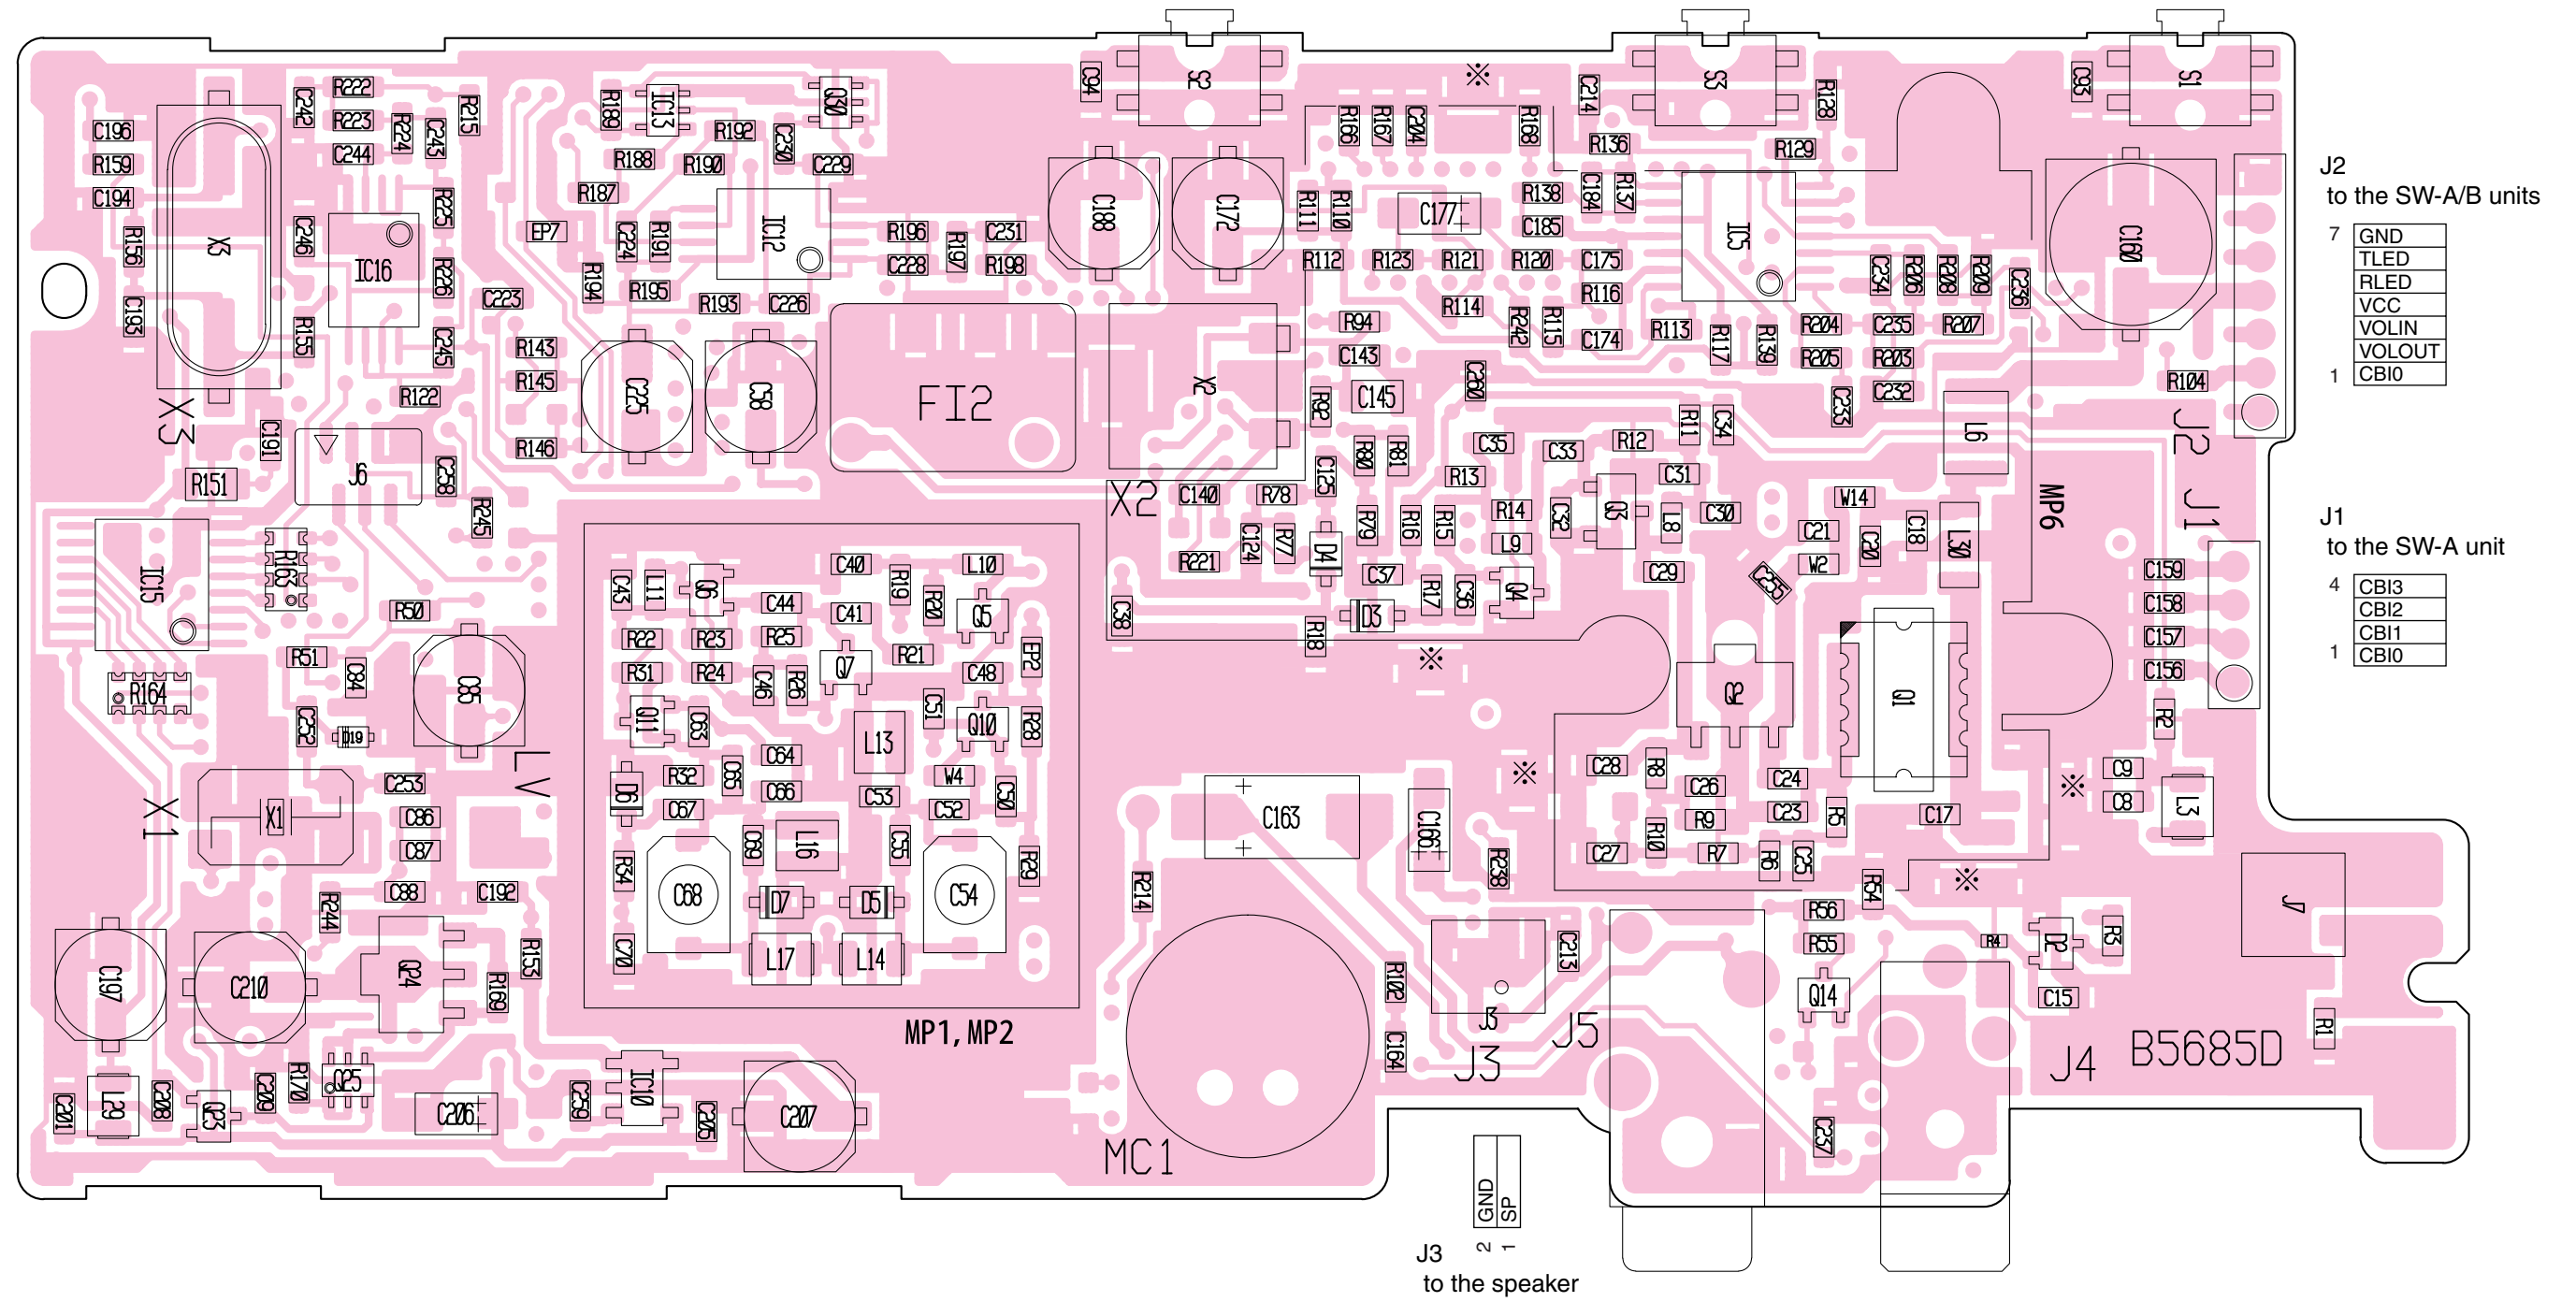 C94 S2 C214 S3 R128 C93 S1
R222 C242 R223 R224 C243 R215 C244
R189 IC13 R192 Q30 C230 C229 R188 R190 R187
R166 R167 C204 R168 R136 R129
C196 R159 C194 R156 C193 X3
C246 IC16 R225 R226 C223 R155 C245
EP7 C224 R191 IC12 R196 C231 R197 C228 R198
R194 R195 R193 C226
C188 C172 R111 R110 C177 R138 C184 R137 C185
R112 R123 R121 R120 C175 IC5
R114 R116 R242 R115 C174 R113 R117 R139
C234 R206 R208 R209 C236 C160
R204 C235 R207 R205 R203 C232 C233 R104
J2
to the SW-A/B units
7 GND
TLED
RLED
VCC
VOLIN
VOLOUT
1 CBI0
R143 R145 R122 R146 C225 C58 FI2 X2
R94 C143 C145 R92 C260
X3 C191 R151 J6 C258 R245
R80 R81 C35 R13 C33 R12 R11 C34 C31 L6
J2
X2 C140 R78 C125 R221 C124 R77 D4
R79 R16 R15 R14 C32 Q3 L8 C30 L9
W14 C21 W2 C20 C18 L30 MP6
J1
J1
to the SW-A unit
4 CBI3
CBI2
CBI1
1 CBI0
IC15 R163 R50 R51 C84 R164 C85
C252 D19 C253 LV
C43 L11 Q6 C40 R19 L10 C44 C41 R20 Q5
R22 R23 R25 Q7 R21 EP2 R31 R24 C46 R26 C48
C38 R18 C37 D3 R17 C36 Q4 C29 C255
C159 C158 C157 C156 R2
Q11 C63 C51 Q10 R28 C64 L13
D6 R32 C65 C66 C67 C53 W4 C52 C50
Q2 Q1
X1 X1 C86 C87 C88 C192
C69 L16 C55 R29 R34 C68 D7 D5 C54
C163 C166 R238
C28 R8 C26 C24 C27 R10 R9 C23 R5 R7 R6 C25 C17
C9 C8 L3
R244 R153 C197 C210 Q24 R169
C70 L17 L14
R214 R102 C164 C213 J3
R54 R56 R55 Q14 R4 D2 R3 C15 J7 R1
MP1, MP2
J3 J5 J4 B5685D
C201 L29 C208 Q23 C209 R170 Q25 C206
C259 IC10 C205 C207
MC1 C237
※ ※ ※ ※ ※
GND 2
SP 1
J3
to the speaker